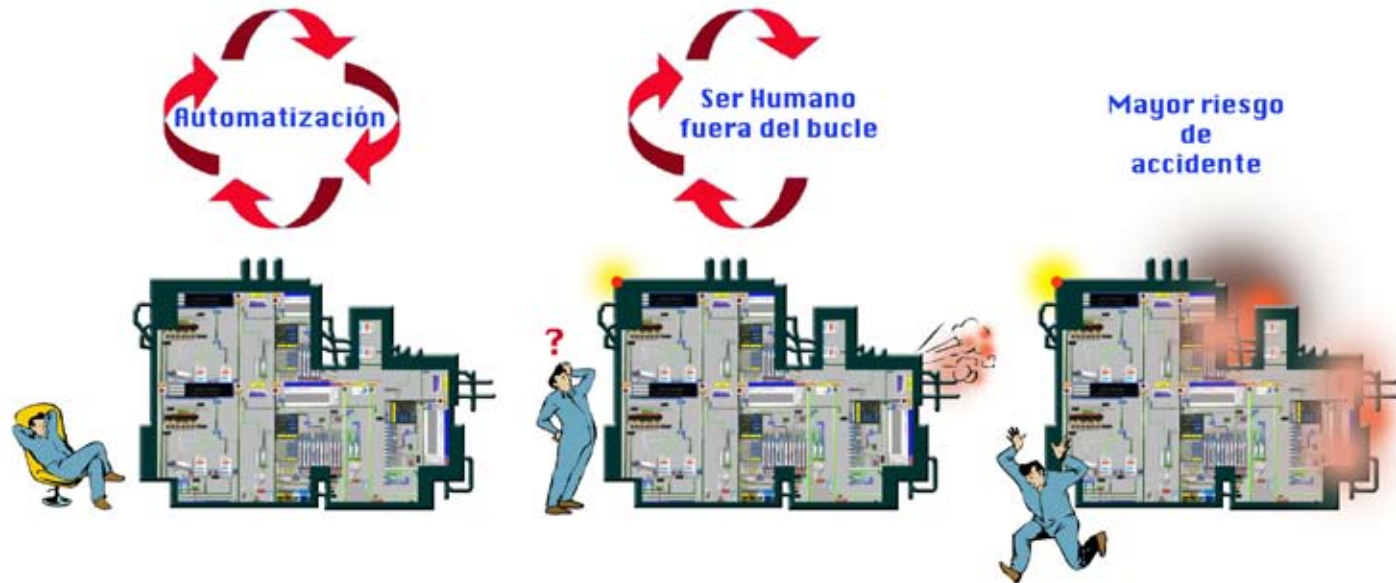 Automatización
Ser Humano
fuera del bucle
Mayor riesgo
de
accidente
?